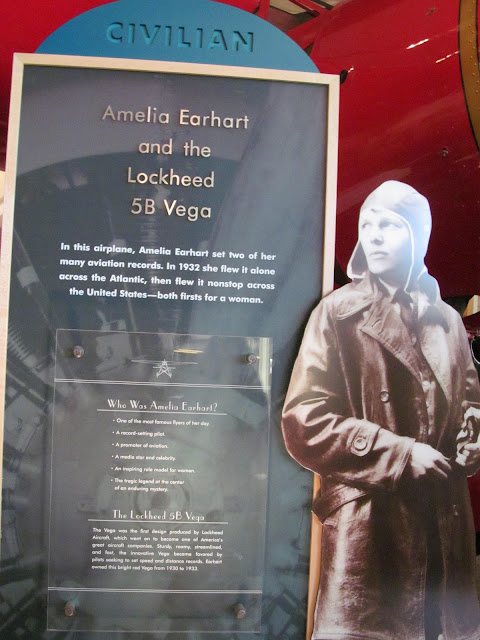 CIVILIAN
Amelia Earhart
and the
Lockheed
5B Vega
In this airplane, Amelia Earhart set two of her
many aviation records. In 1932 she flew it alone
across the Atlantic, then flew it nonstop across
the United States—both firsts for a woman.
Who Was Amelia Earhart?
• One of the most famous flyers of her day.
• A record-setting pilot.
• A promoter of aviation.
• A media star and celebrity.
• An inspiring role model for women.
• The tragic legend at the center
of an enduring mystery.
The Lockheed 5B Vega
The Vega was the first design produced by Lockheed
Aircraft, which went on to become one of America's
great aircraft companies. Sturdy, roomy, streamlined,
and fast, the innovative Vega became favored by
pilots seeking to set speed and distance records. Earhart
owned this bright red Vega from 1930 to 1933.